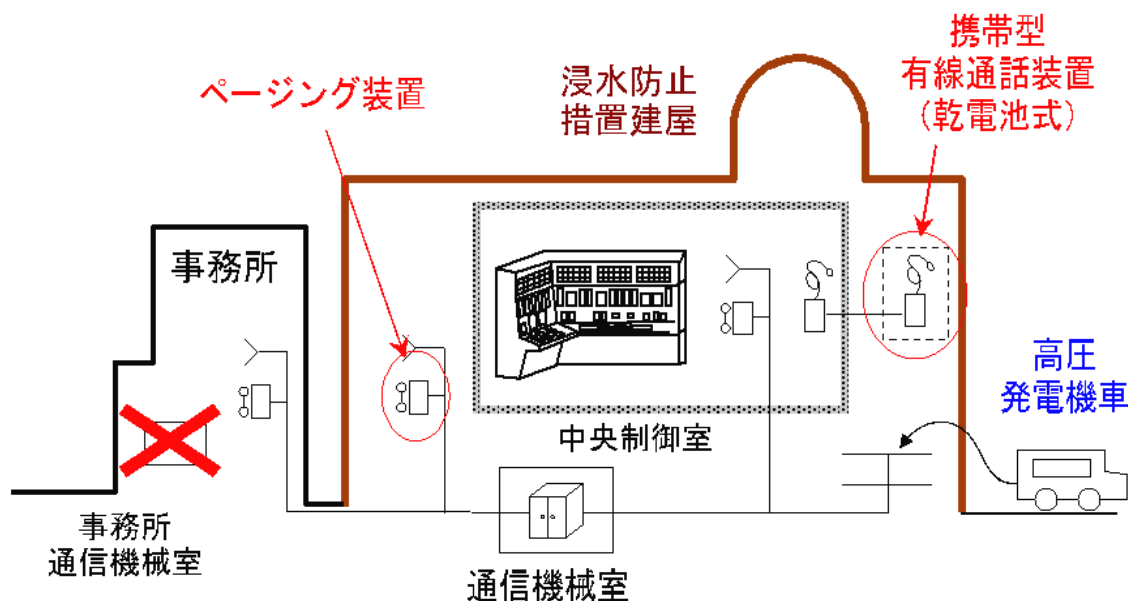 携帯型
有線通話装置
（乾電池式）
ページング装置
浸水防止
措置建屋
事務所
高圧
発電機車
中央制御室
事務所
通信機械室
通信機械室